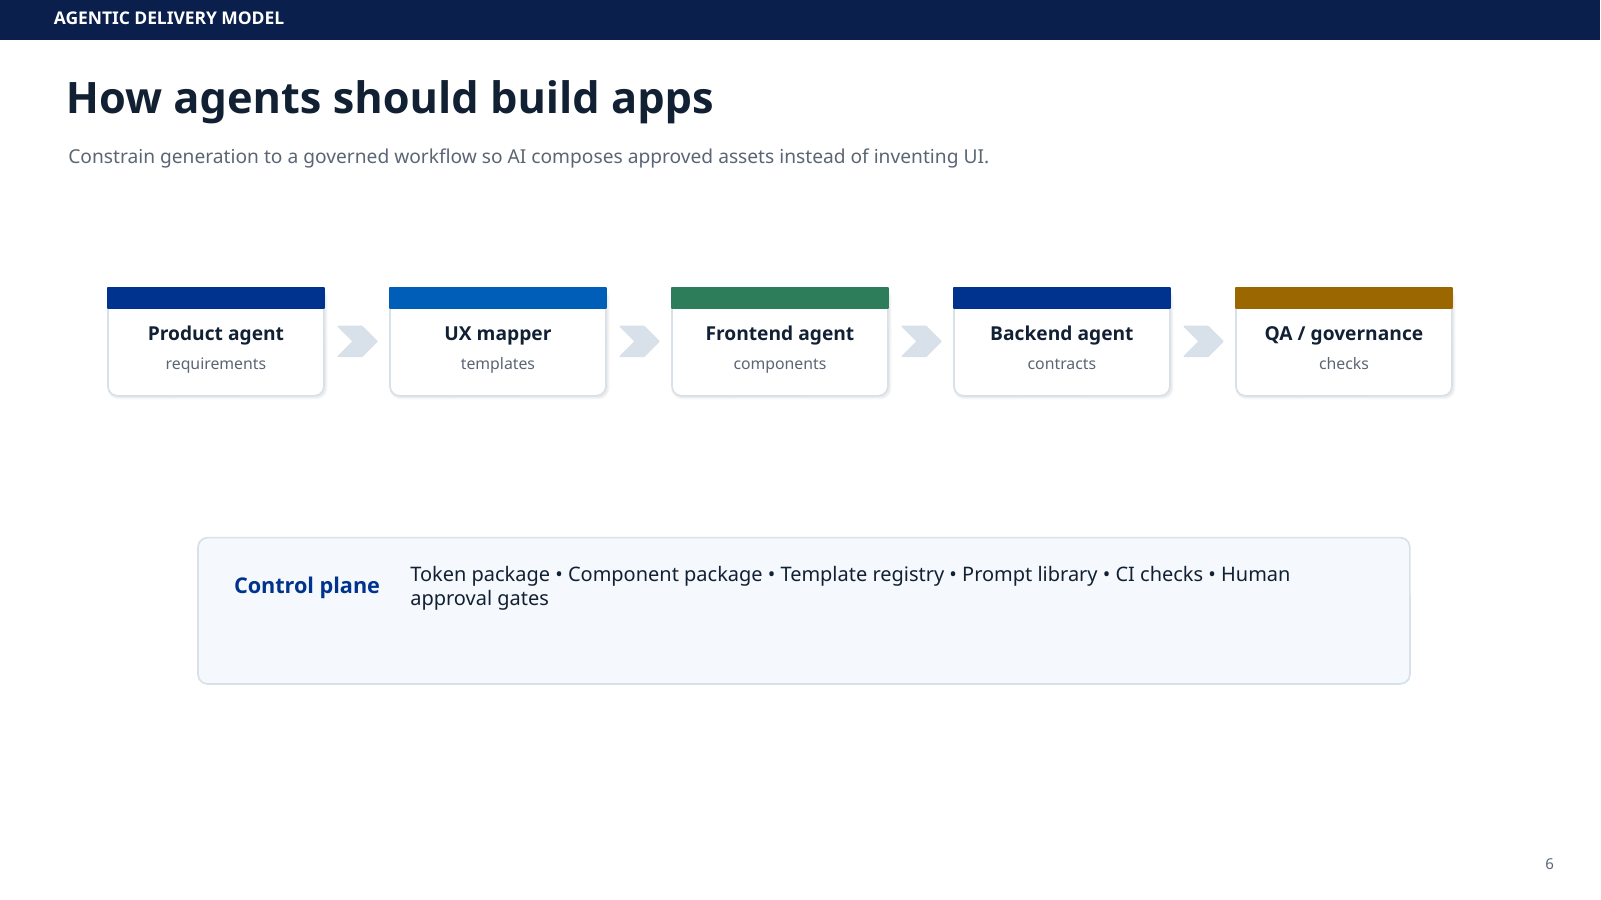 AGENTIC DELIVERY MODEL
How agents should build apps
Constrain generation to a governed workflow so AI composes approved assets instead of inventing UI.
Product agent
requirements
UX mapper
templates
Frontend agent
components
Backend agent
contracts
QA / governance
checks
Control plane
Token package • Component package • Template registry • Prompt library • CI checks • Human
approval gates
6